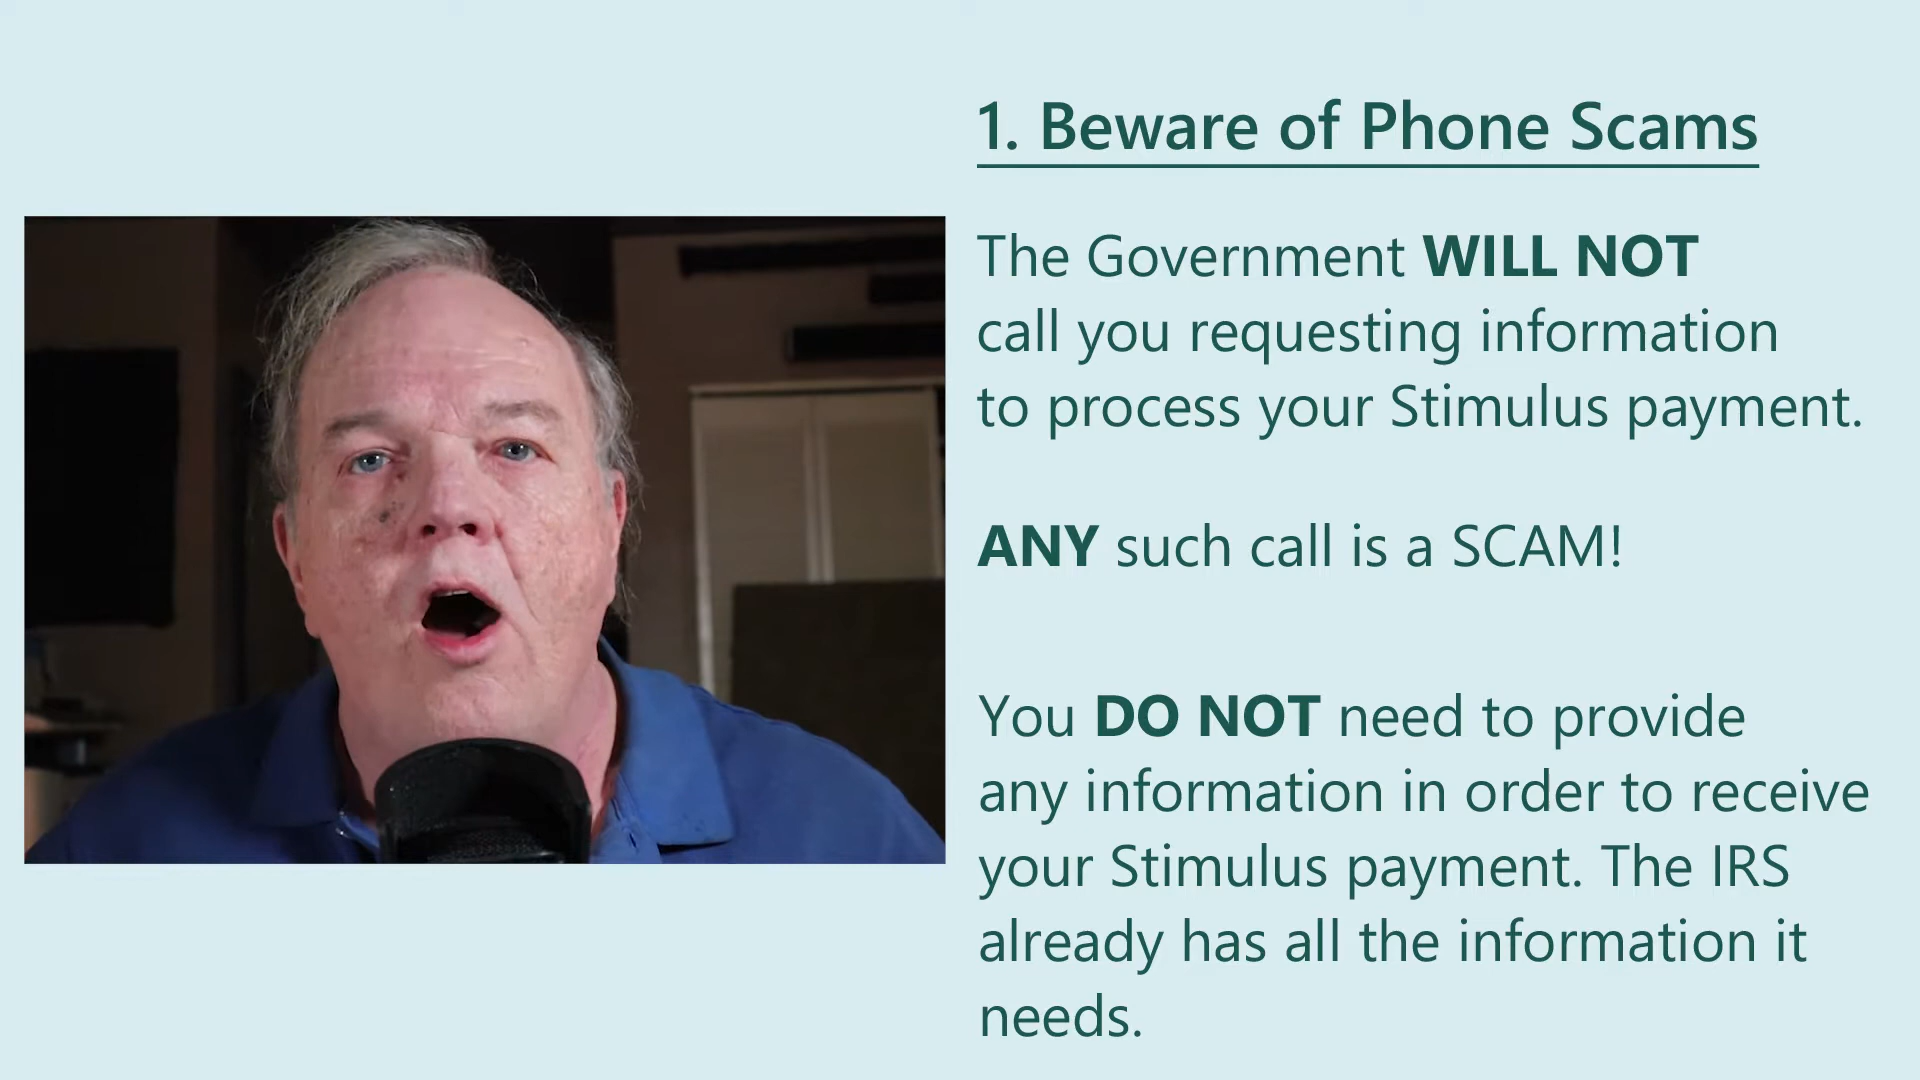 1. Beware of Phone Scams
The Government WILL NOT
call you requesting information
to process your Stimulus payment.
ANY such call is a SCAM!
You DO NOT need to provide
any information in order to receive
your Stimulus payment. The IRS
already has all the information it
needs.